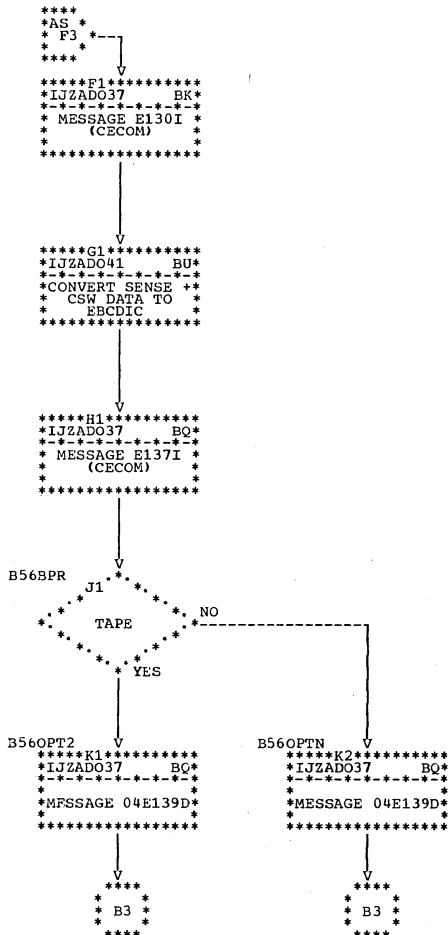 AS
F3
F1
IJZADO37 BK
MESSAGE E130I
(CECOM)
G1
IJZADO41 BU
CONVERT SENSE +
CSW DATA TO
EBCDIC
H1
IJZADO37 BQ
MESSAGE E137I
(CECOM)
B56BPR
J1
TAPE
NO
YES
B56OPT2
K1
IJZADO37 BQ
MESSAGE 04E139D
B3
B56OPTN
K2
IJZADO37 BQ
MESSAGE 04E139D
B3